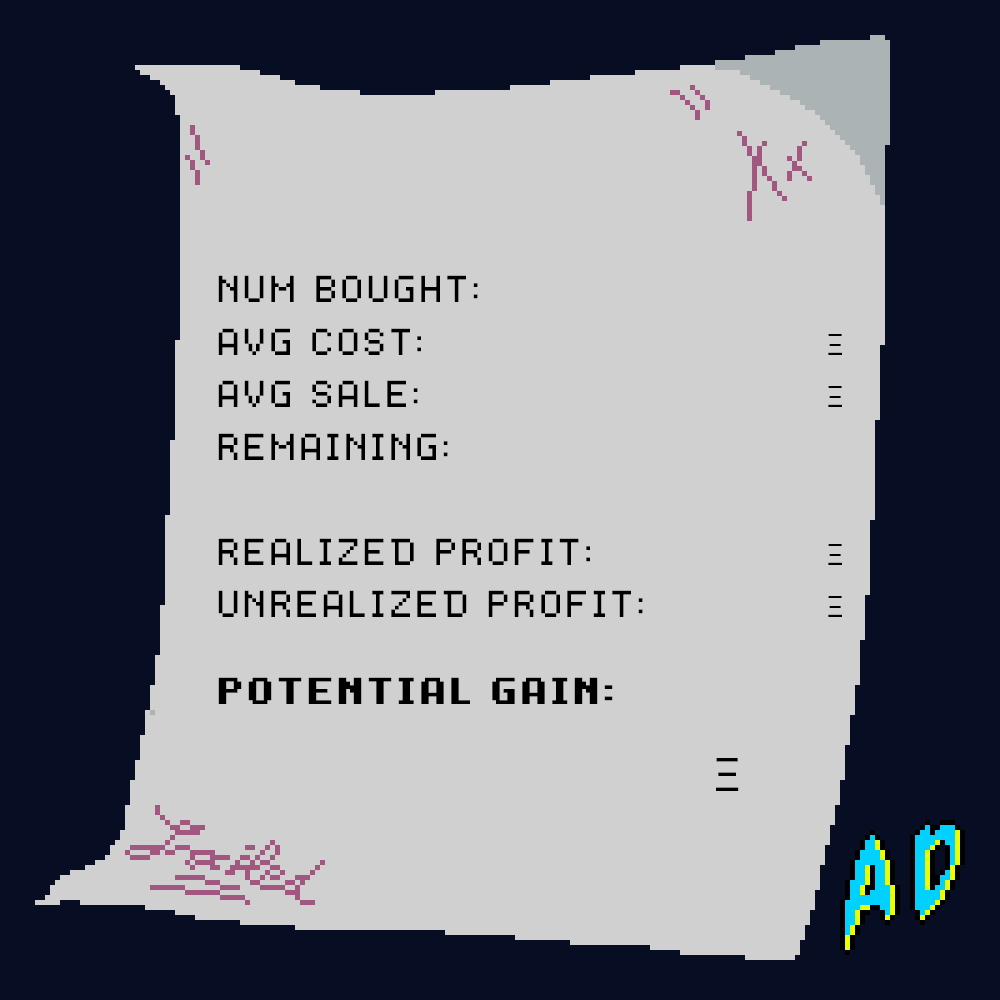 NUM BOUGHT:
AVG COST: Ξ
AVG SALE: Ξ
REMAINING:
REALIZED PROFIT: Ξ
UNREALIZED PROFIT: Ξ
POTENTIAL GAIN:
Ξ
AD